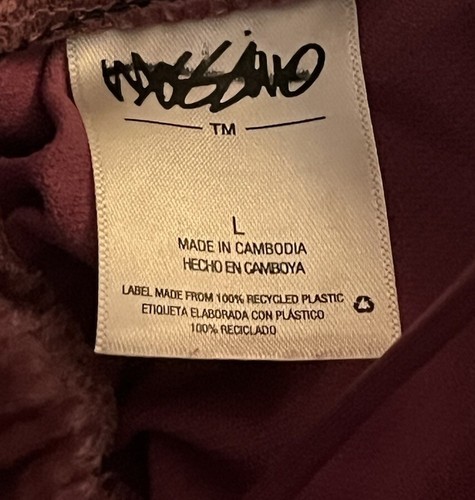 MOSSIMO
TM
L
MADE IN CAMBODIA
HECHO EN CAMBOYA
LABEL MADE FROM 100% RECYCLED PLASTIC
ETIQUETA ELABORADA CON PLÁSTICO
100% RECICLADO